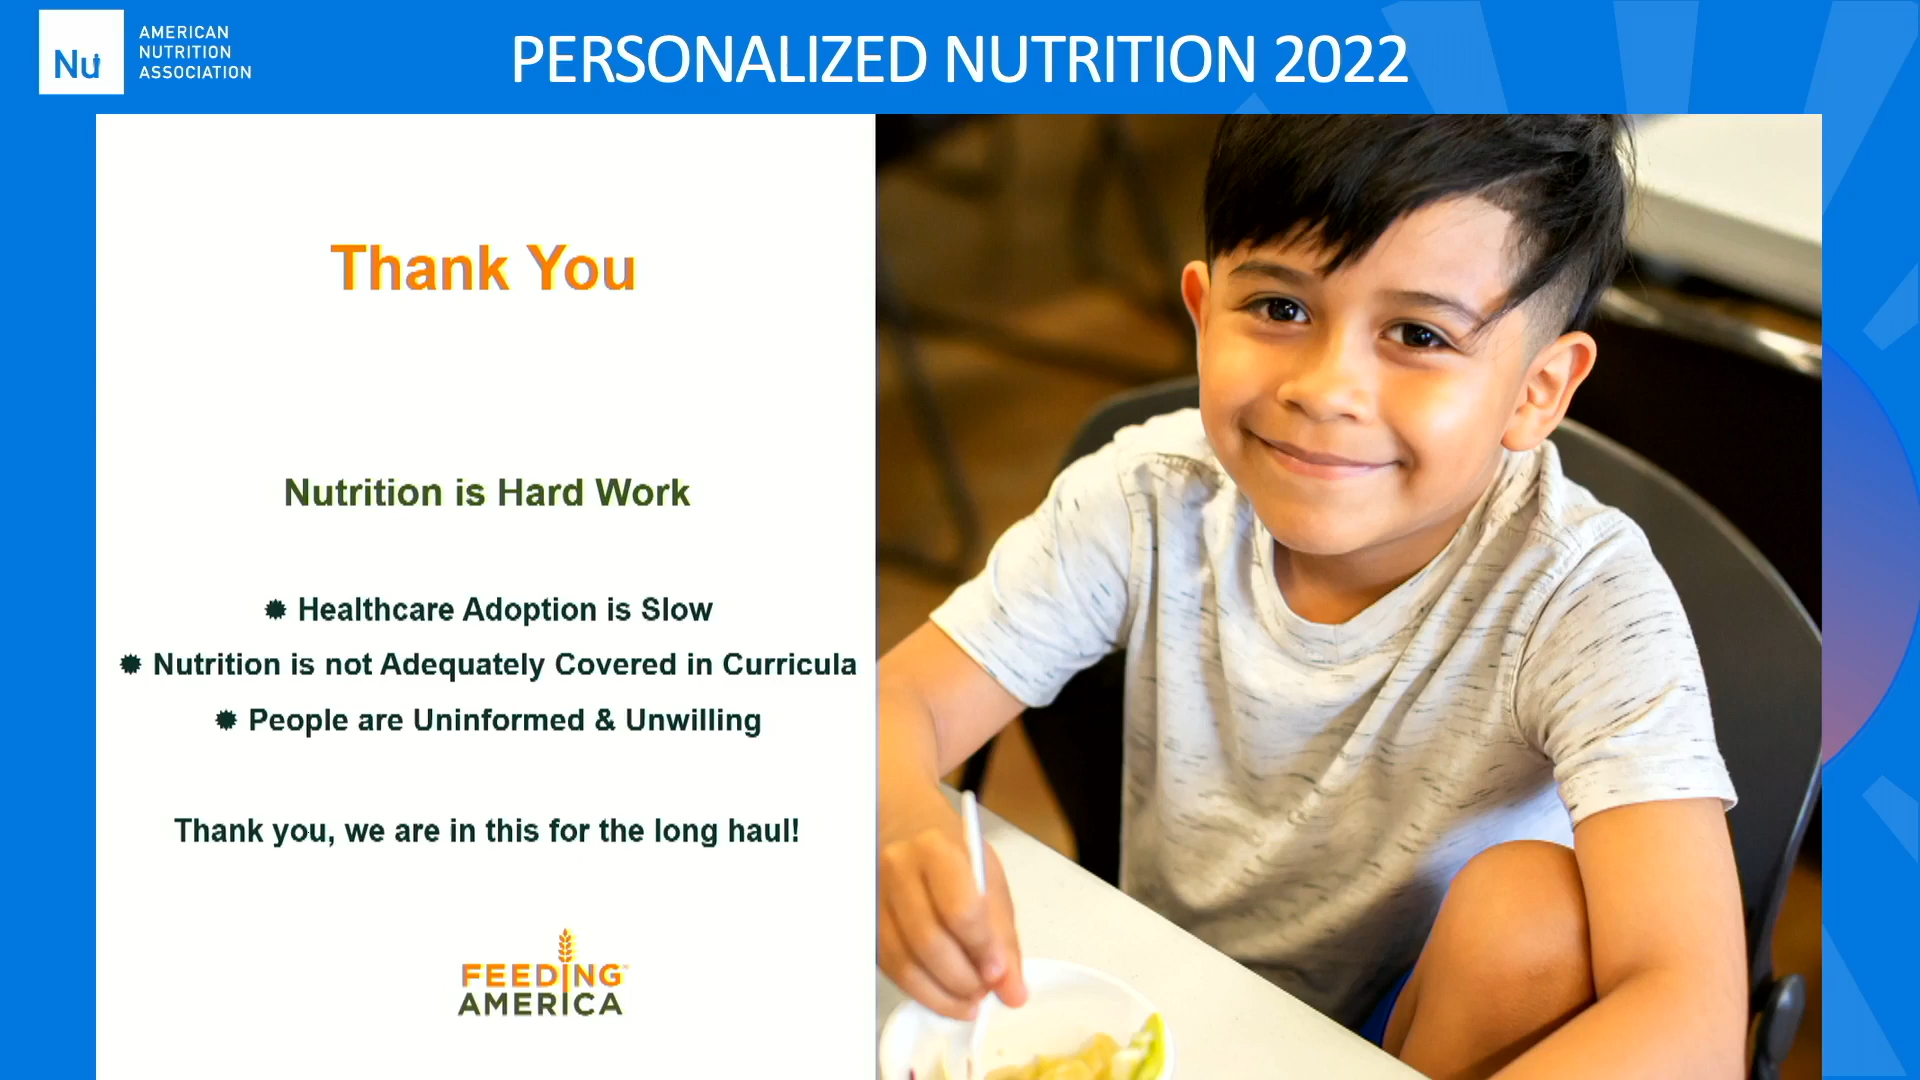 Nu
AMERICAN
NUTRITION
ASSOCIATION
PERSONALIZED NUTRITION 2022
Thank You
Nutrition is Hard Work
Healthcare Adoption is Slow
Nutrition is not Adequately Covered in Curricula
People are Uninformed & Unwilling
Thank you, we are in this for the long haul!
FEEDING
AMERICA